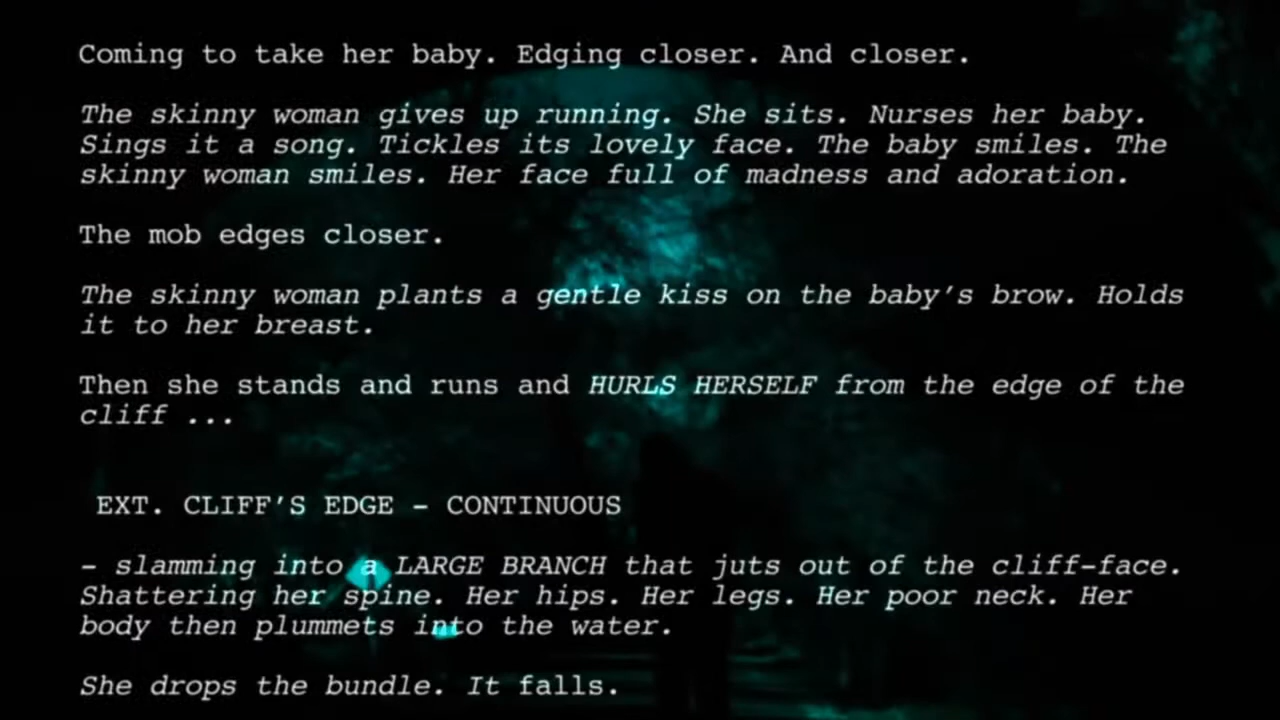 Coming to take her baby. Edging closer. And closer.
The skinny woman gives up running. She sits. Nurses her baby.
Sings it a song. Tickles its lovely face. The baby smiles. The
skinny woman smiles. Her face full of madness and adoration.
The mob edges closer.
The skinny woman plants a gentle kiss on the baby’s brow. Holds
it to her breast.
Then she stands and runs and HURLS HERSELF from the edge of the
cliff ...
EXT. CLIFF’S EDGE – CONTINUOUS
– slamming into a LARGE BRANCH that juts out of the cliff-face.
Shattering her spine. Her hips. Her legs. Her poor neck. Her
body then plummets into the water.
She drops the bundle. It falls.